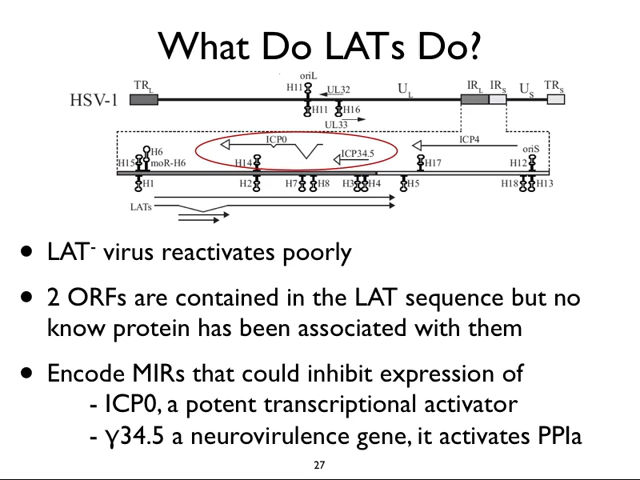 What Do LATs Do?
oriL
TRL H11 UL32 UL IRL IRS US TRS
HSV-1
H11 H16
UL33
ICP0 ICP4
H6 ICP34.5 oriS
H15 moR-H6 H14 H17 H12
H1 H2 H7 H8 H3 H4 H5 H18 H13
LATs
• LAT- virus reactivates poorly
• 2 ORFs are contained in the LAT sequence but no
know protein has been associated with them
• Encode MIRs that could inhibit expression of
- ICP0, a potent transcriptional activator
- γ34.5 a neurovirulence gene, it activates PPIa
27